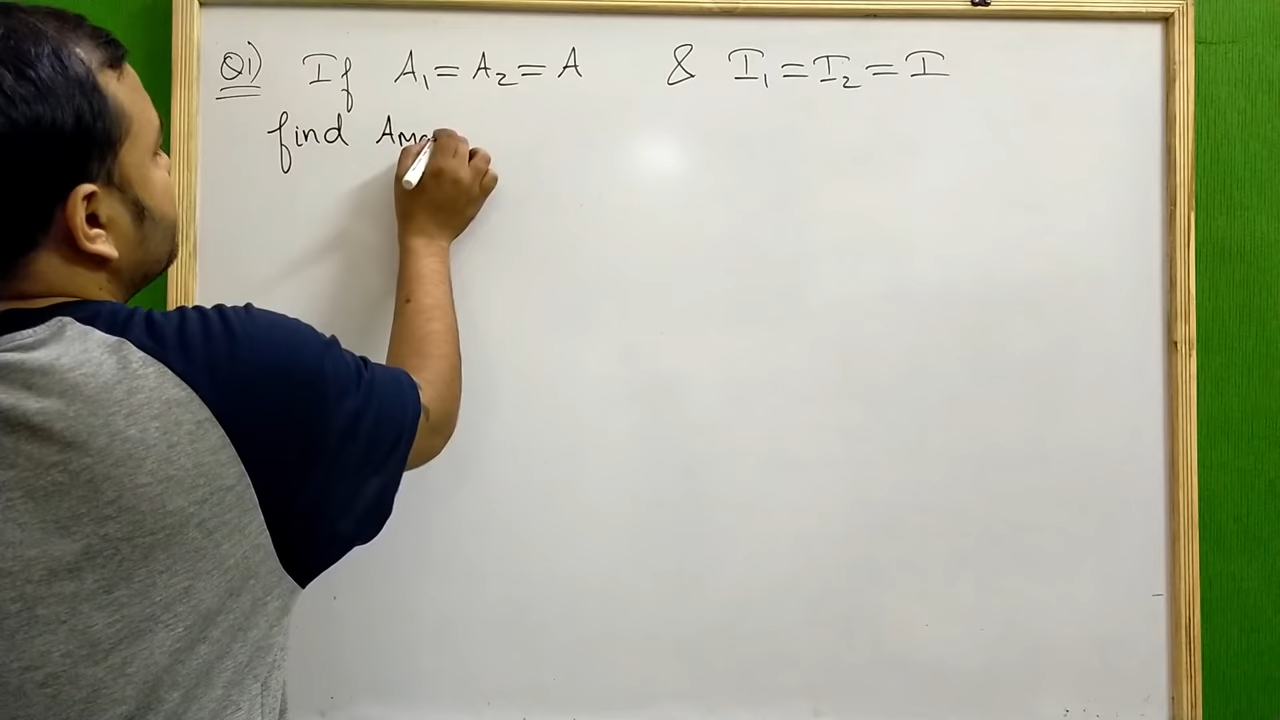 Q1) If A₁ = A₂ = A & I₁ = I₂ = I
find